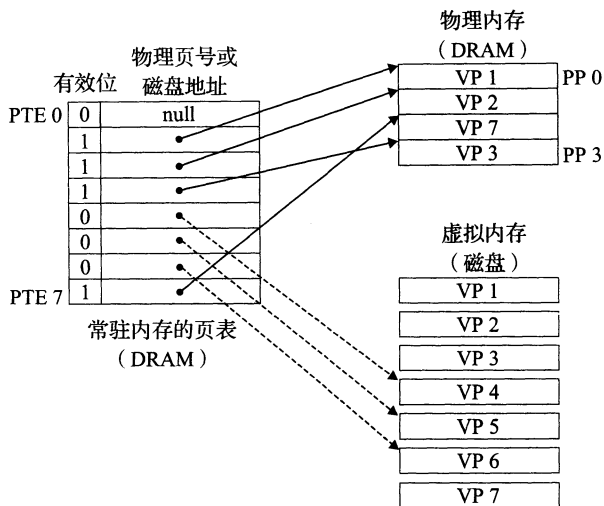 物理页号或
磁盘地址
有效位
PTE 0
0
null
1
1
1
0
0
0
PTE 7
1
常驻内存的页表
（DRAM）
物理内存
（DRAM）
VP 1
PP 0
VP 2
VP 7
VP 3
PP 3
虚拟内存
（磁盘）
VP 1
VP 2
VP 3
VP 4
VP 5
VP 6
VP 7